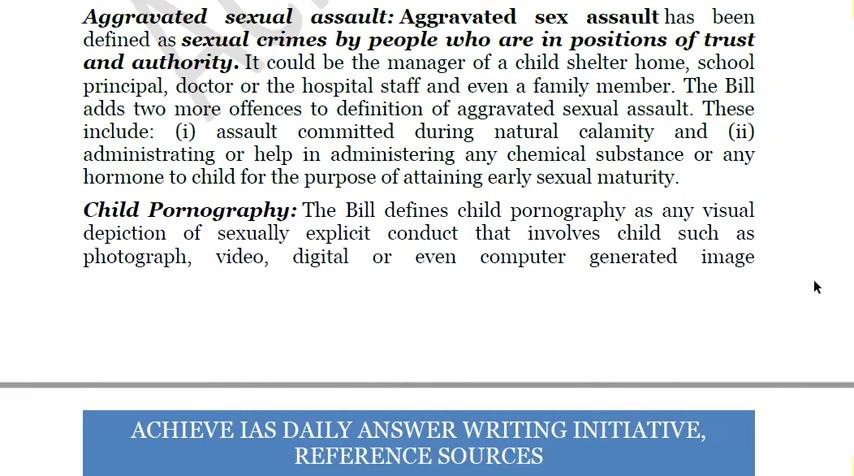 Aggravated sexual assault: Aggravated sex assault has been
defined as sexual crimes by people who are in positions of trust
and authority. It could be the manager of a child shelter home, school
principal, doctor or the hospital staff and even a family member. The Bill
adds two more offences to definition of aggravated sexual assault. These
include: (i) assault committed during natural calamity and (ii)
administrating or help in administering any chemical substance or any
hormone to child for the purpose of attaining early sexual maturity.
Child Pornography: The Bill defines child pornography as any visual
depiction of sexually explicit conduct that involves child such as
photograph, video, digital or even computer generated image
ACHIEVE IAS DAILY ANSWER WRITING INITIATIVE,
REFERENCE SOURCES